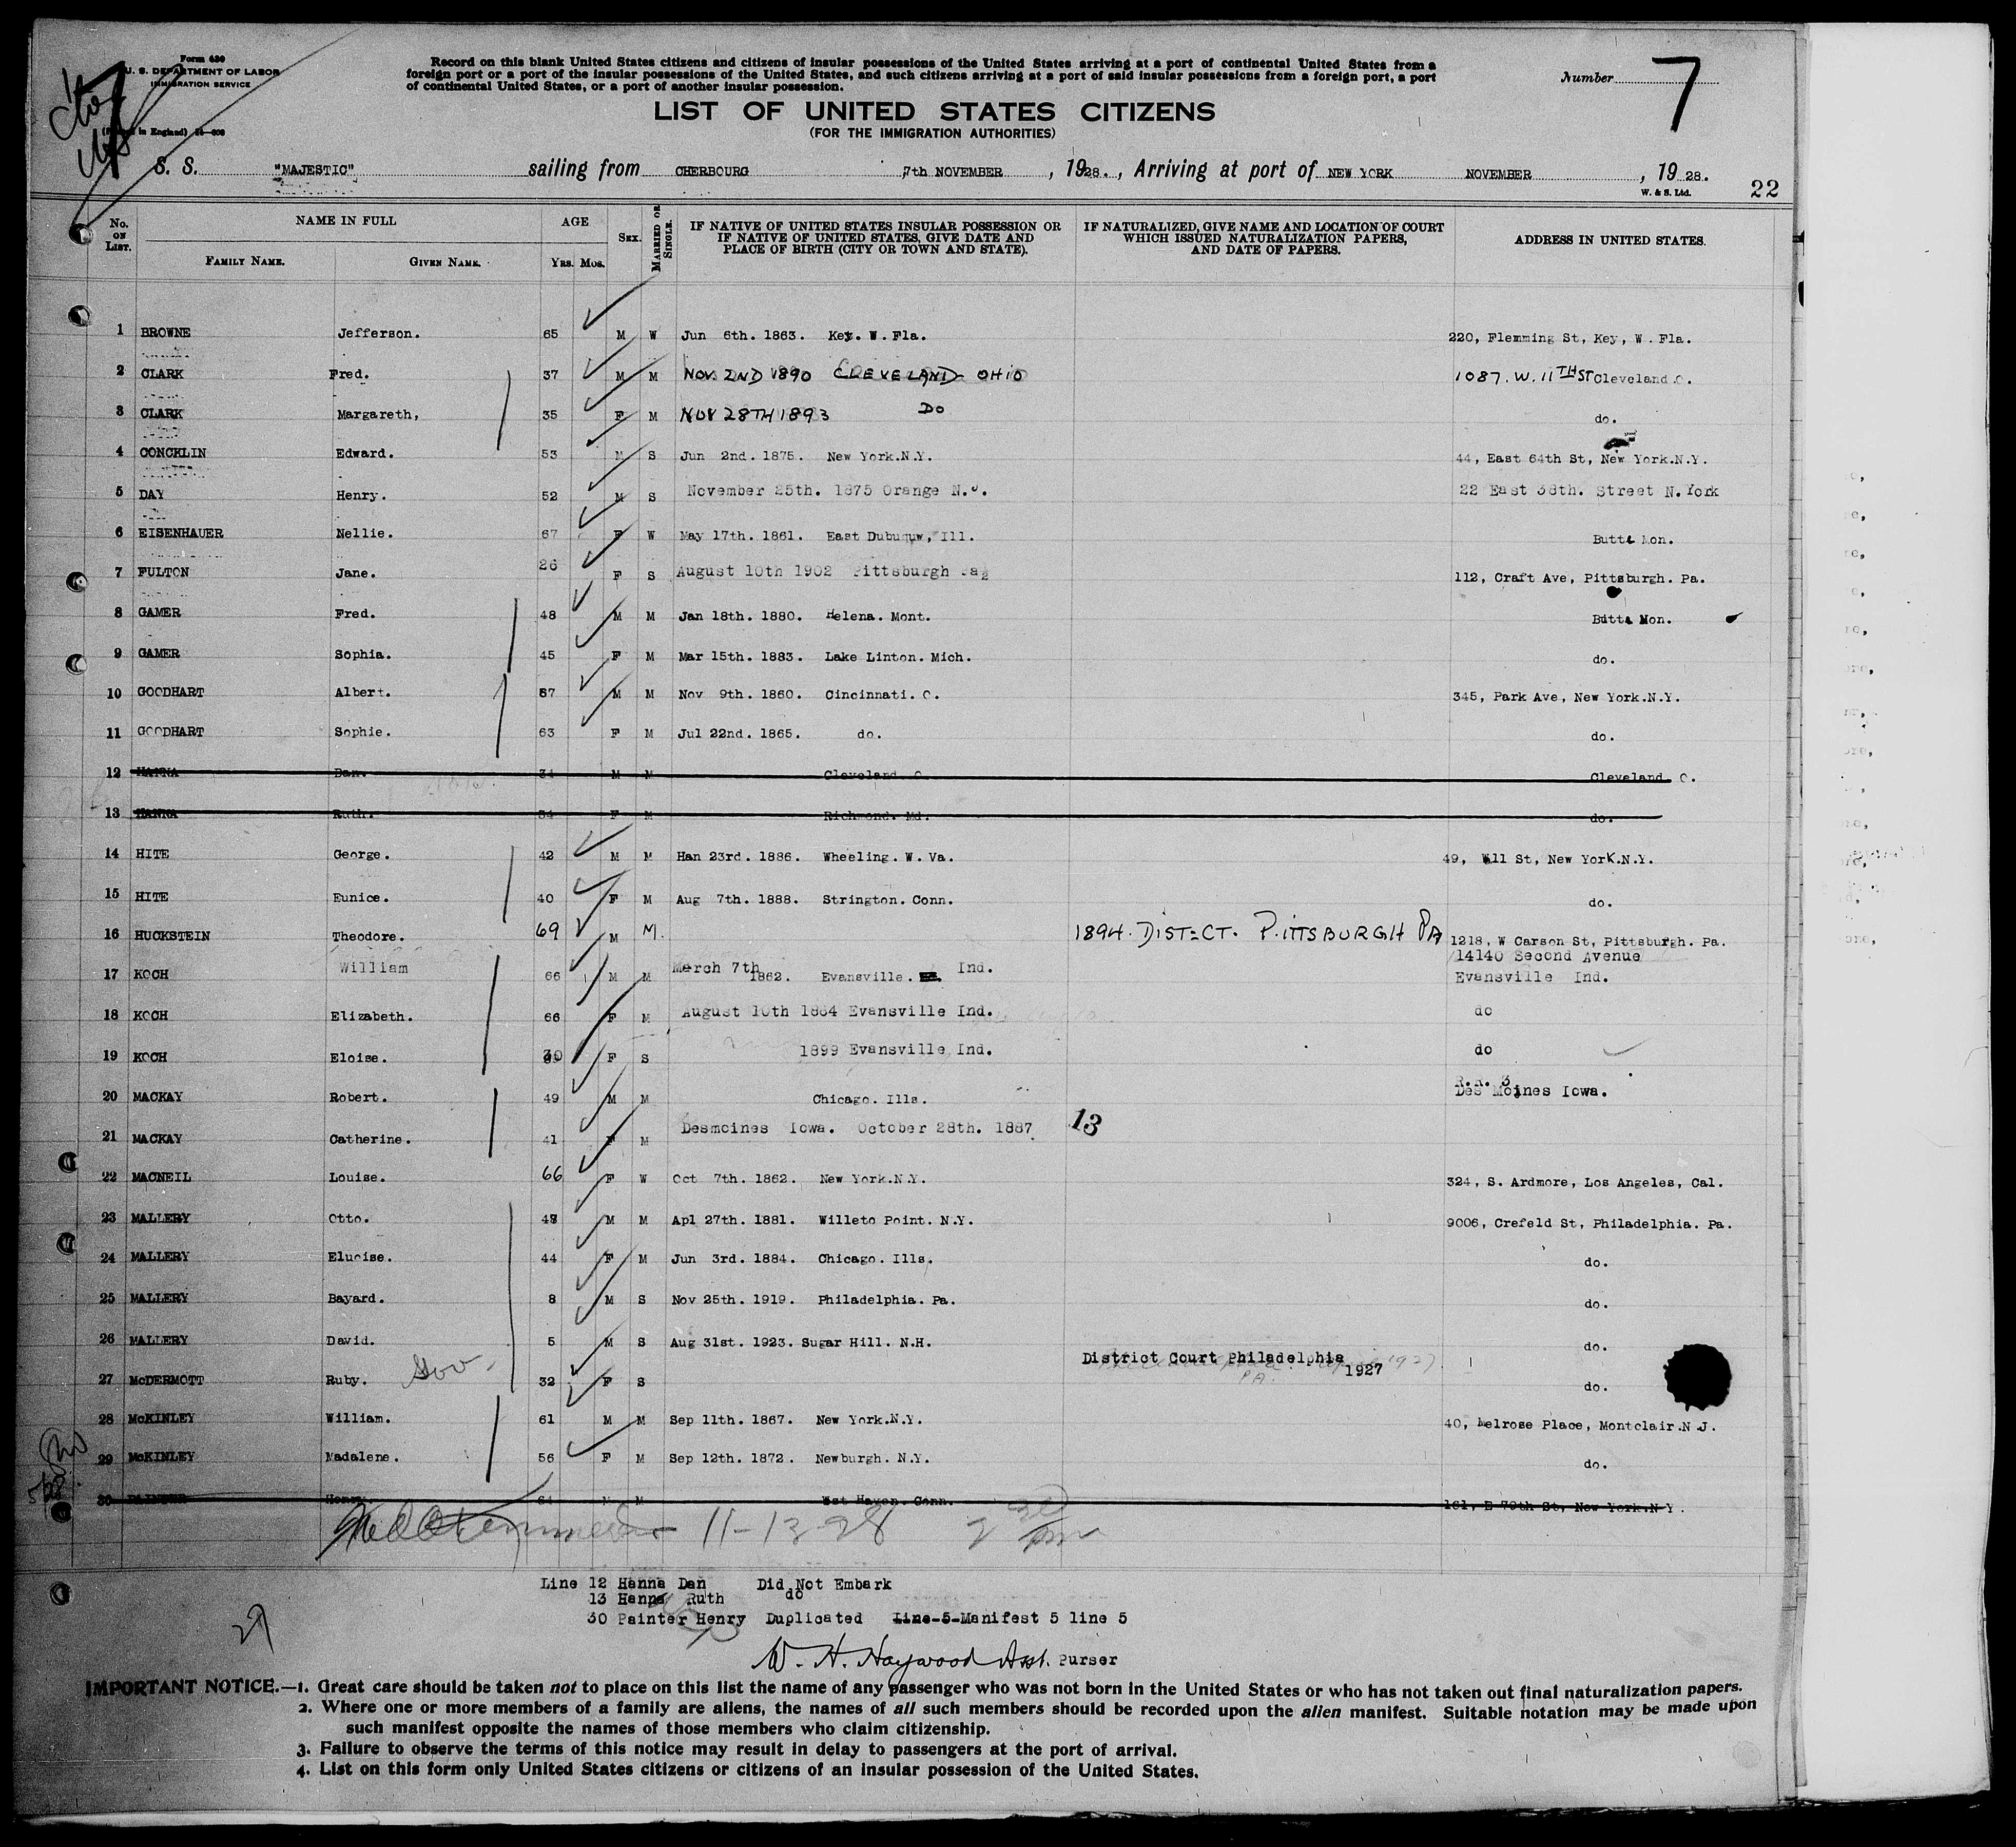 Form 630
U. S. DEPARTMENT OF LABOR
IMMIGRATION SERVICE
Record on this blank United States citizens and citizens of insular possessions of the United States arriving at a port of continental United States from a
foreign port or a port of the insular possessions of the United States, and such citizens arriving at a port of said insular possessions from a foreign port, a port
of continental United States, or a port of another insular possession.
Number 7
LIST OF UNITED STATES CITIZENS
(FOR THE IMMIGRATION AUTHORITIES)
in England)
S. S. "MAJESTIC" sailing from CHERBOURG 7th NOVEMBER, 1928., Arriving at port of NEW YORK NOVEMBER, 1928.
W. & S. Ltd.
22
No. ON LIST. NAME IN FULL FAMILY NAME. GIVEN NAME. AGE YRS. MOS. SEX. MARRIED OR SINGLE. IF NATIVE OF UNITED STATES INSULAR POSSESSION OR IF NATIVE OF UNITED STATES, GIVE DATE AND PLACE OF BIRTH (CITY OR TOWN AND STATE). IF NATURALIZED, GIVE NAME AND LOCATION OF COURT WHICH ISSUED NATURALIZATION PAPERS, AND DATE OF PAPERS. ADDRESS IN UNITED STATES.
1 BROWNE Jefferson. 65 M W Jun 6th. 1863. Key. W. Fla. 220, Flemming St, Key, W. Fla.
2 CLARK Fred. 37 M M NOV. 2ND 1890 CLEVELAND OHIO 1087. W. 11TH ST Cleveland.O.
3 CLARK Margareth, 35 F M NOV 28TH 1893 DO do.
4 CONCKLIN Edward. 53 M S Jun 2nd. 1875. New York.N.Y. 44, East 64th St, New York.N.Y.
5 DAY Henry. 52 M S November 25th. 1875 Orange N.J. 22 East 38th. Street N. York
6 EISENHAUER Nellie. 67 F W May 17th. 1861. East Dubuquw, Ill. Butte Mon.
7 FULTON Jane. 26 F S August 10th 1902 Pittsburgh Pa 112, Craft Ave, Pittsburgh. Pa.
8 GAMER Fred. 48 M M Jan 18th. 1880. Helena. Mont. Butte Mon.
9 GAMER Sophia. 45 F M Mar 15th. 1883. Lake Linton. Mich. do.
10 GOODHART Albert. 67 M M Nov 9th. 1860. Cincinnati. O. 345, Park Ave, New York.N.Y.
11 GOODHART Sophie. 63 F M Jul 22nd. 1865. do. do.
12 HANNA Dan. 34 M M Cleveland O. Cleveland O.
13 HANNA Ruth. 34 F M Richmond. Md. do.
14 HITE George. 42 M M Han 23rd. 1886. Wheeling. W. Va. 49, Wll St, New York.N.Y.
15 HITE Eunice. 40 F M Aug 7th. 1888. Strington. Conn. do.
16 HUCKSTEIN Theodore. 69 M M. 1894. DIST=CT. PITTSBURGH PA 1218, W Carson St, Pittsburgh. Pa.
14140 Second Avenue
17 KOCH William 66 M M March 7th 1862. Evansville. Ind. Evansville Ind.
18 KOCH Elizabeth. 66 F M August 10th 1864 Evansville Ind. do
19 KOCH Eloise. 30 F S 1899 Evansville Ind. do
R.R. 3
20 MACKAY Robert. 49 M M Chicago. Ills. Des Moines Iowa.
21 MACKAY Catherine. 41 F M Desmoines Iowa. October 28th. 1887 13
22 MACNEIL Louise. 66 F W Oct 7th. 1862. New York.N.Y. 324, S. Ardmore, Los Angeles, Cal.
23 MALLERY Otto. 47 M M Apl 27th. 1881. Willeto Point. N.Y. 9006, Crefeld St, Philadelphia. Pa.
24 MALLERY Eluoise. 44 F M Jun 3rd. 1884. Chicago. Ills. do.
25 MALLERY Bayard. 8 M S Nov 25th. 1919. Philadelphia. Pa. do.
26 MALLERY David. 5 M S Aug 31st. 1923. Sugar Hill. N.H. do.
27 McDERMOTT Ruby. 32 F S District Court Philadelphia 1927 do.
28 McKINLEY William. 61 M M Sep 11th. 1867. New York.N.Y. 40, Melrose Place, Montclair.N.J.
29 McKINLEY Madalene. 56 F M Sep 12th. 1872. Newburgh. N.Y. do.
30 PAINTER Henry. 64 M M Wst Haven. Conn. 161, E 79th St, New York.N.Y.
11-13-28 2 30 pm
Line 12 Hanna Dan Did Not Embark
13 Hanna Ruth do
30 Painter Henry Duplicated Line-5-Manifest 5 line 5
29
W. H. Haywood Asst. Purser
IMPORTANT NOTICE.—1. Great care should be taken not to place on this list the name of any passenger who was not born in the United States or who has not taken out final naturalization papers.
2. Where one or more members of a family are aliens, the names of all such members should be recorded upon the alien manifest. Suitable notation may be made upon
such manifest opposite the names of those members who claim citizenship.
3. Failure to observe the terms of this notice may result in delay to passengers at the port of arrival.
4. List on this form only United States citizens or citizens of an insular possession of the United States.